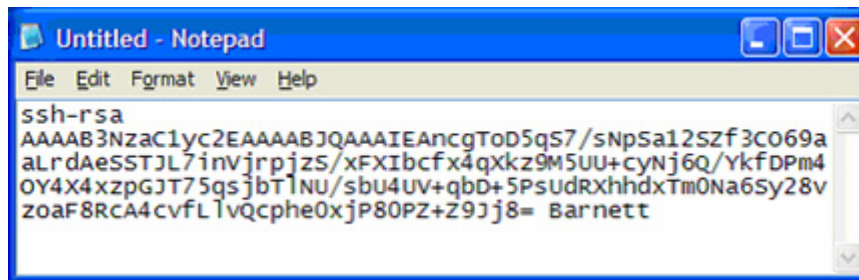 Untitled - Notepad
File Edit Format View Help
ssh-rsa
AAAAB3NzaC1yc2EAAAABJQAAAIEAncgToD5qS7/sNpSa12SZf3CO69a
aLrdAeSSTJL7inVjrpjzS/xFXIbcfx4qXkz9M5UU+cyNj6Q/YkfDPm4
OY4X4xzpGJT75qsjbTlNU/sbU4UV+qbD+5PsUdRXhhdxTm0Na6Sy28v
zoaF8RcA4cvfLlvQcphe0xjP8OPZ+Z9Jj8= Barnett